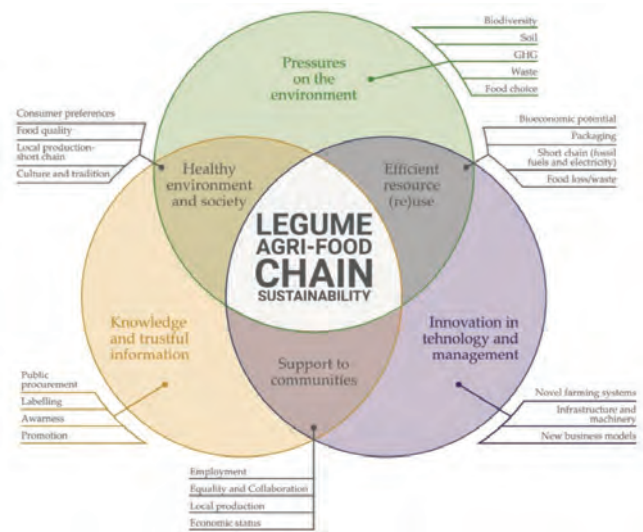 Biodiversity
Soil
GHG
Waste
Food choice
Pressures
on the
environment
Consumer preferences
Food quality
Local production-
short chain
Culture and tradition
Bioeconomic potential
Packaging
Short chain (fossil
fuels and electricity)
Food loss/waste
Healthy
environment
and society
Efficient
resource
(re)use
LEGUME
AGRI-FOOD
CHAIN
SUSTAINABILITY
Knowledge
and trustful
information
Innovation in
tehnology and
management
Support to
communities
Public
procurement
Labelling
Awarness
Promotion
Novel farming systems
Infrastructure and
machinery
New business models
Employment
Equality and Collaboration
Local production
Economic status